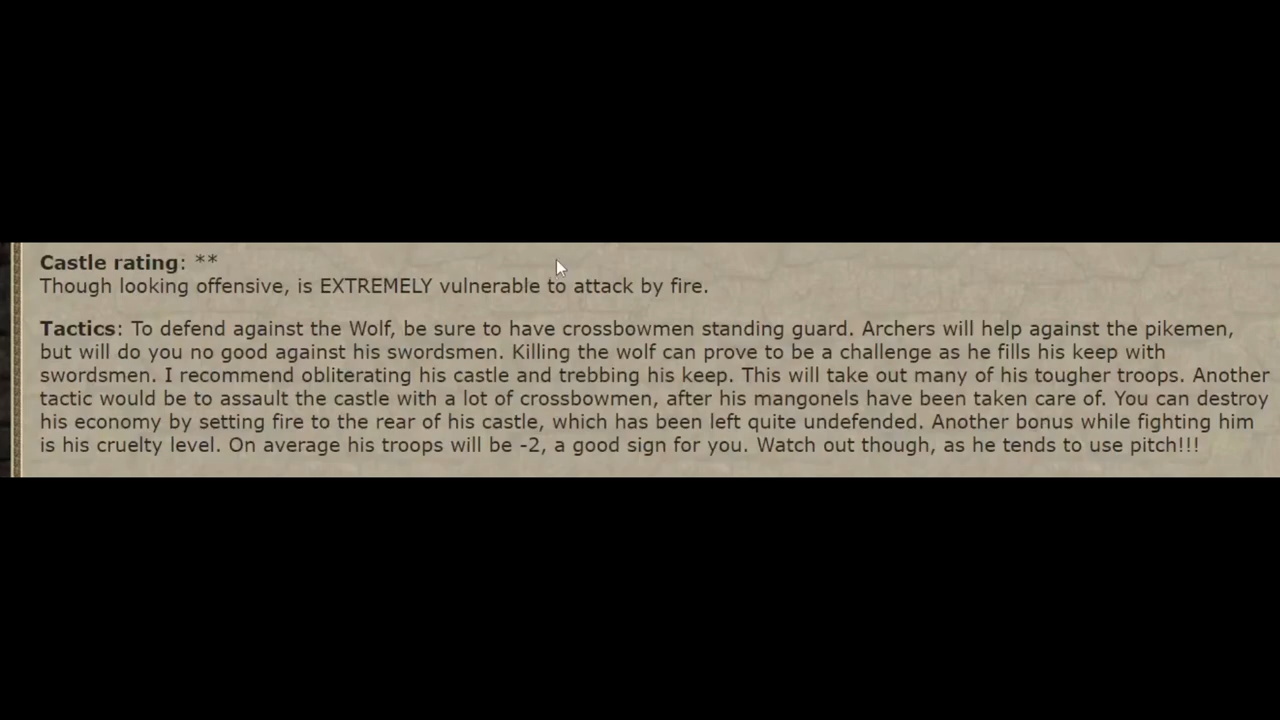 Castle rating: **
Though looking offensive, is EXTREMELY vulnerable to attack by fire.
Tactics: To defend against the Wolf, be sure to have crossbowmen standing guard. Archers will help against the pikemen,
but will do you no good against his swordsmen. Killing the wolf can prove to be a challenge as he fills his keep with
swordsmen. I recommend obliterating his castle and trebbing his keep. This will take out many of his tougher troops. Another
tactic would be to assault the castle with a lot of crossbowmen, after his mangonels have been taken care of. You can destroy
his economy by setting fire to the rear of his castle, which has been left quite undefended. Another bonus while fighting him
is his cruelty level. On average his troops will be -2, a good sign for you. Watch out though, as he tends to use pitch!!!